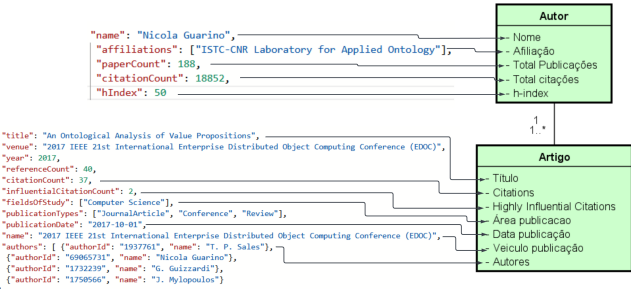 Autor
"name": "Nicola Guarino",
"affiliations": ["ISTC-CNR Laboratory for Applied Ontology"],
"paperCount": 188,
"citationCount": 18852,
"hIndex": 50
- Nome
- Afiliação
- Total Publicações
- Total citações
- h-index
1
1..*
Artigo
"title": "An Ontological Analysis of Value Propositions",
"venue": "2017 IEEE 21st International Enterprise Distributed Object Computing Conference (EDOC)",
"year": 2017,
"referenceCount": 40,
"citationCount": 37,
"influentialCitationCount": 2,
"fieldsOfStudy": ["Computer Science"],
"publicationTypes": ["JournalArticle", "Conference", "Review"],
"publicationDate": "2017-10-01",
"name": "2017 IEEE 21st International Enterprise Distributed Object Computing Conference (EDOC)",
"authors": [ {"authorId": "1937761", "name": "T. P. Sales"},
{"authorId": "69065731", "name": "Nicola Guarino"},
{"authorId": "1732239", "name": "G. Guizzardi"},
{"authorId": "1750566", "name": "J. Mylopoulos"}
- Título
- Citations
- Highly Influential Citations
- Área publicacao
- Data publicação
- Veiculo publicação
- Autores